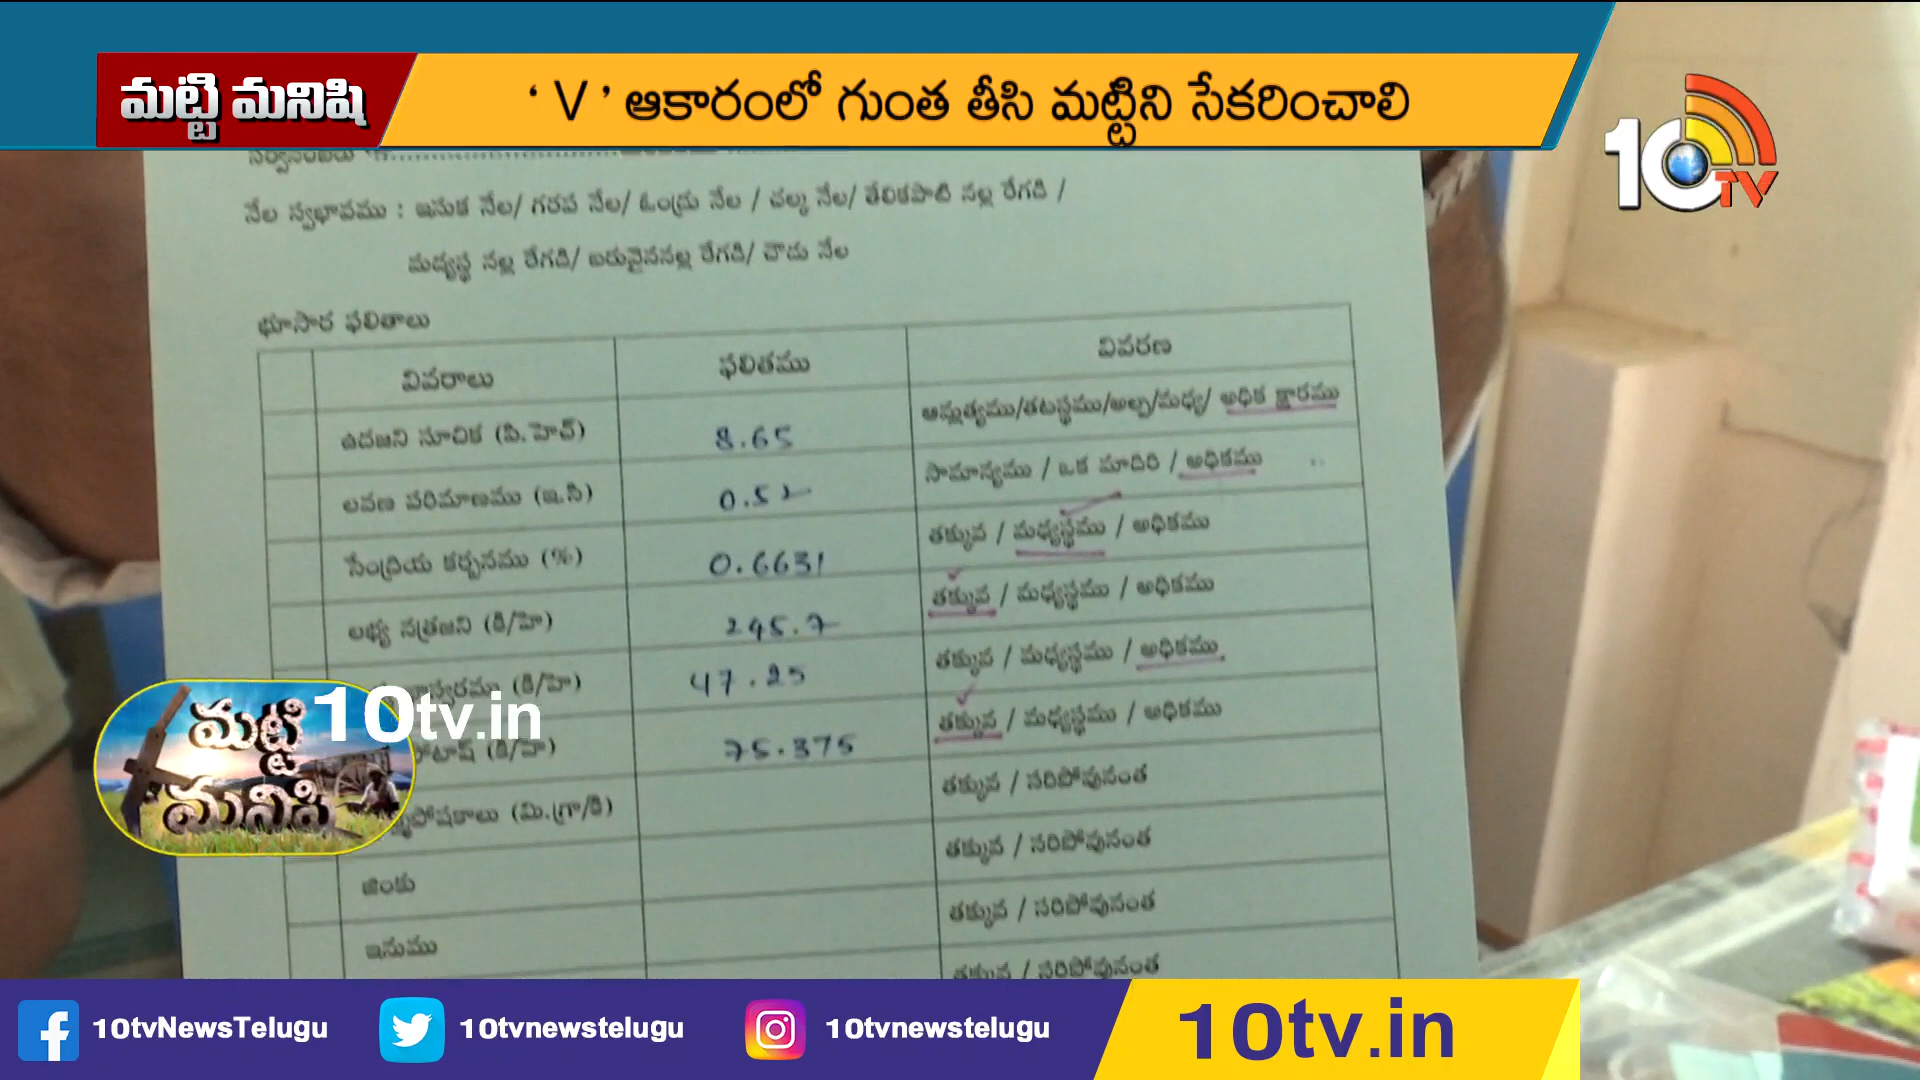 మట్టి మనిషి
‘ V ’ ఆకారంలో గుంత తీసి మట్టిని సేకరించాలి
10TV
నేల స్వభావము : ఇసుక నేల/ గరప నేల/ ఓండ్రు నేల / చల్క నేల/ తేలికపాటి నల్ల రేగడి /
మధ్యస్థ నల్ల రేగడి/ బరువైననల్ల రేగడి/ చౌడు నేల
భూసార ఫలితాలు
వివరాలు ఫలితము వివరణ
ఉదజని సూచిక (పి.హెచ్) 8.65 ఆమ్లత్వము/తటస్థము/అల్ప/మధ్య/ అధిక క్షారము
లవణ పరిమాణము (ఇ.సి) 0.52 సామాన్యము / ఒక మాదిరి / అధికము
సేంద్రియ కర్బనము (%) 0.6631 తక్కువ / మధ్యస్థము / అధికము
లభ్య నత్రజని (కి/హె) 245.7 తక్కువ / మధ్యస్థము / అధికము
(కి/హె) 47.25 తక్కువ / మధ్యస్థము / అధికము
(కి/హె) 75.375 తక్కువ / మధ్యస్థము / అధికము
(మి.గ్రా/కి) తక్కువ / సరిపోవునంత
జింకు తక్కువ / సరిపోవునంత
ఇనుము తక్కువ / సరిపోవునంత
తక్కువ / సరిపోవునంత
మట్టి మనిషి
10tv.in
10tvNewsTelugu
10tvnewstelugu
10tvnewstelugu
10tv.in